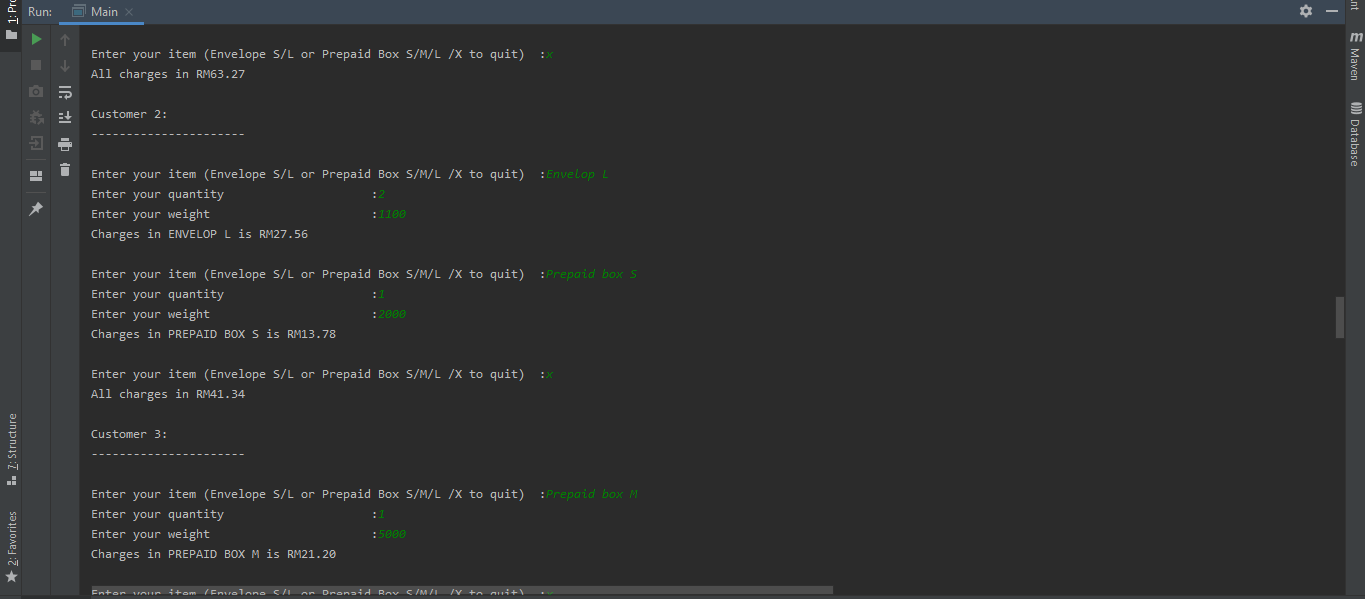 1: Pro
Run: Main
nt
Enter your item (Envelope S/L or Prepaid Box S/M/L /X to quit) :x
All charges in RM63.27
Customer 2:
----------------------
Enter your item (Envelope S/L or Prepaid Box S/M/L /X to quit) :Envelop L
Enter your quantity :2
Enter your weight :1100
Charges in ENVELOP L is RM27.56
Enter your item (Envelope S/L or Prepaid Box S/M/L /X to quit) :Prepaid box S
Enter your quantity :1
Enter your weight :2000
Charges in PREPAID BOX S is RM13.78
Enter your item (Envelope S/L or Prepaid Box S/M/L /X to quit) :x
All charges in RM41.34
Customer 3:
----------------------
Enter your item (Envelope S/L or Prepaid Box S/M/L /X to quit) :Prepaid box M
Enter your quantity :1
Enter your weight :5000
Charges in PREPAID BOX M is RM21.20
Enter your item (Envelope S/L or Prepaid Box S/M/L /X to quit) :x
7: Structure
2: Favorites
m Maven
Database